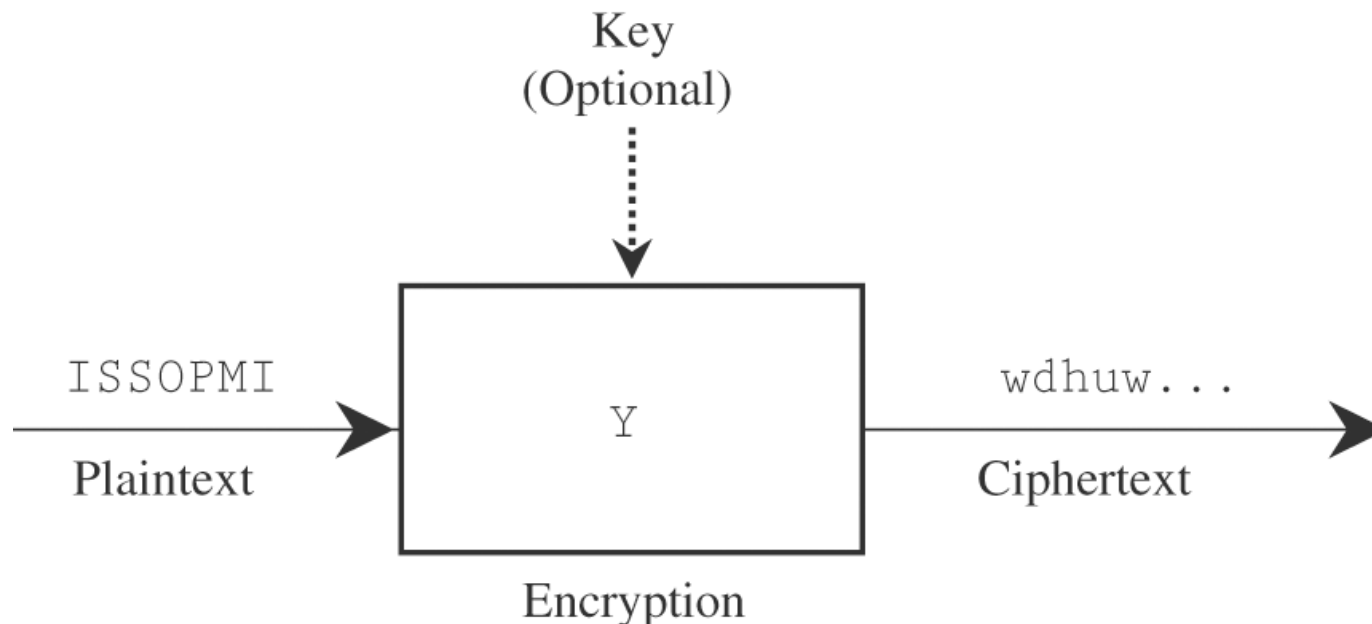 Key
(Optional)
ISSOPMI
Y
wdhuw...
Plaintext
Ciphertext
Encryption